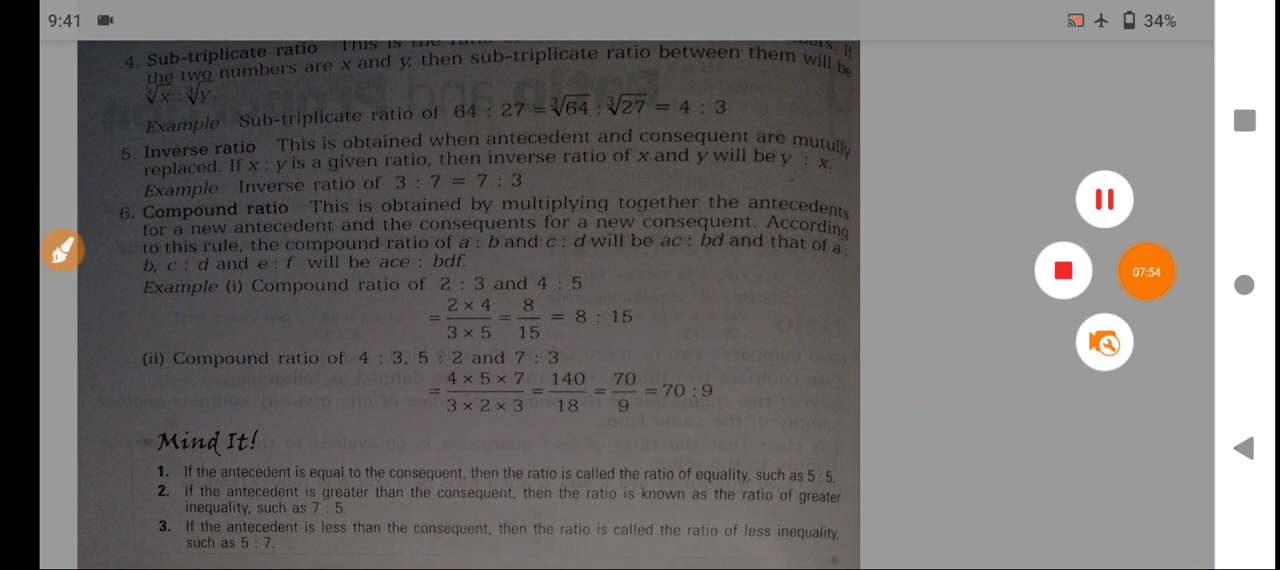 9:41
34%
4. Sub-triplicate ratio This is the
the two numbers are x and y, then sub-triplicate ratio between them will be
∛x : ∛y.
Example Sub-triplicate ratio of 64 : 27 = ∛64 : ∛27 = 4 : 3
5. Inverse ratio This is obtained when antecedent and consequent are mutully
replaced. If x : y is a given ratio, then inverse ratio of x and y will be y : x.
Example Inverse ratio of 3 : 7 = 7 : 3
6. Compound ratio This is obtained by multiplying together the antecedents
for a new antecedent and the consequents for a new consequent. According
to this rule, the compound ratio of a : b and c : d will be ac : bd and that of a :
b, c : d and e : f will be ace : bdf.
Example (i) Compound ratio of 2 : 3 and 4 : 5
= 2 × 4 / 3 × 5 = 8 / 15 = 8 : 15
(ii) Compound ratio of 4 : 3, 5 : 2 and 7 : 3
= 4 × 5 × 7 / 3 × 2 × 3 = 140 / 18 = 70 / 9 = 70 : 9
Mind It!
1. If the antecedent is equal to the consequent, then the ratio is called the ratio of equality, such as 5 : 5.
2. If the antecedent is greater than the consequent, then the ratio is known as the ratio of greater
inequality, such as 7 : 5.
3. If the antecedent is less than the consequent, then the ratio is called the ratio of less inequality,
such as 5 : 7.
07:54